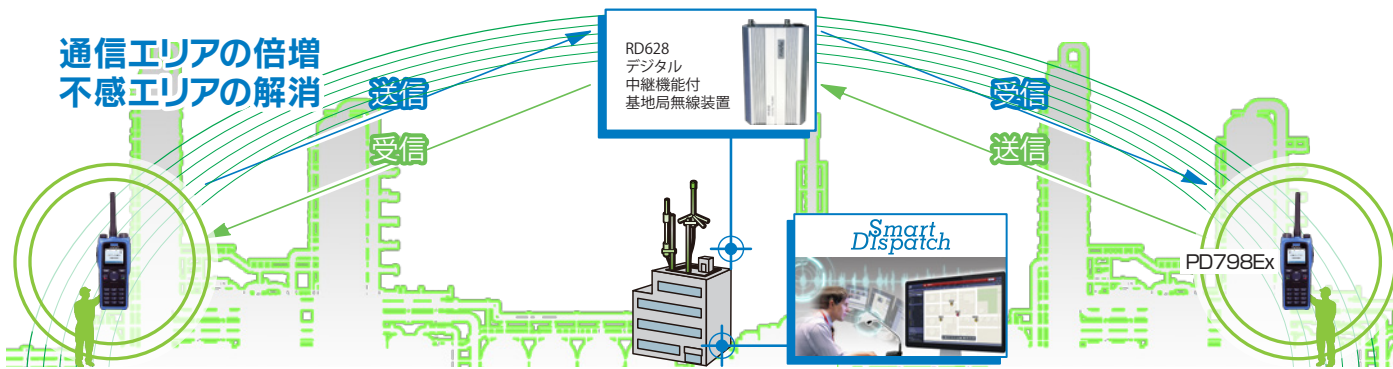 通信エリアの倍増
不感エリアの解消
送信
受信
RD628
デジタル
中継機能付
基地局無線装置
受信
送信
Smart
DIspatch
PD798Ex